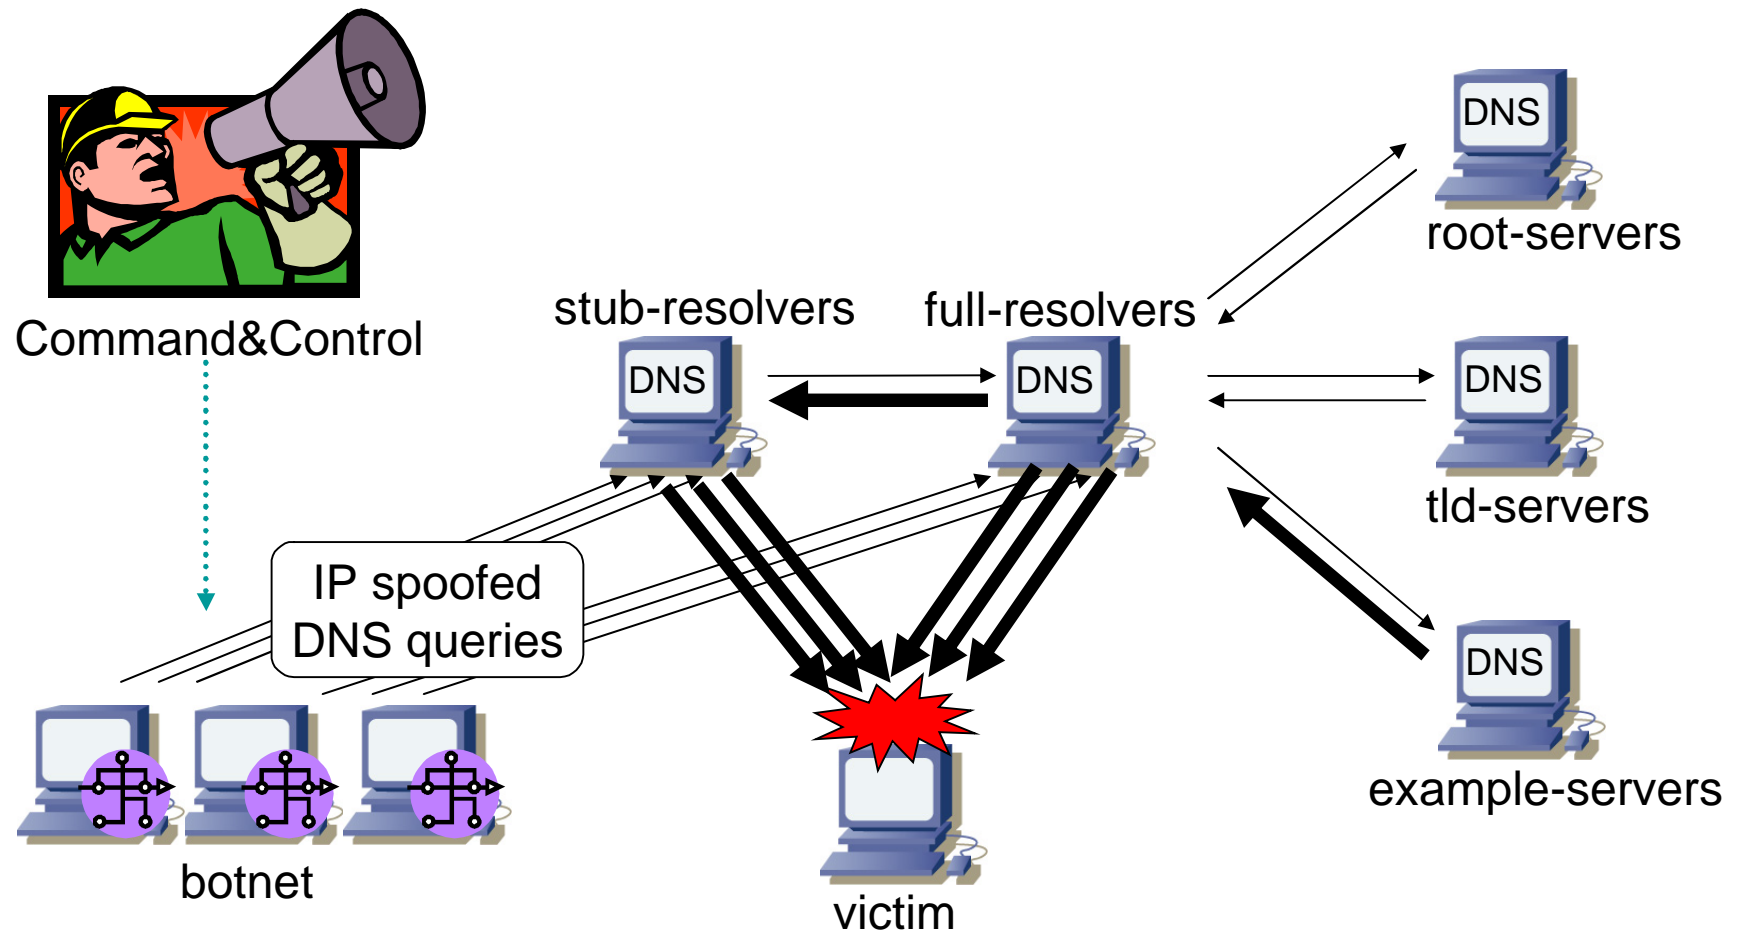 DNS
root-servers
stub-resolvers
full-resolvers
Command&Control
DNS
DNS
DNS
tld-servers
IP spoofed
DNS queries
DNS
example-servers
botnet
victim